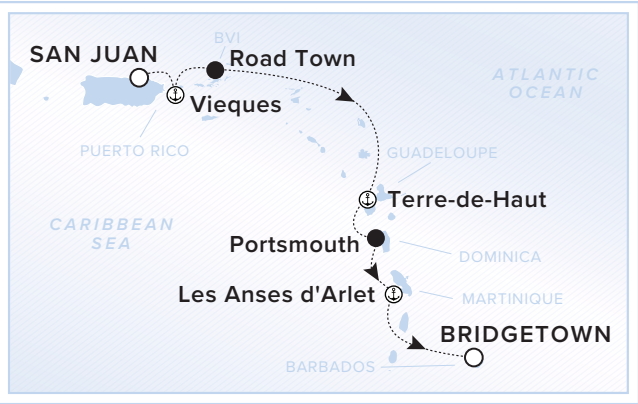 BVI
SAN JUAN
Road Town
ATLANTIC
OCEAN
Vieques
PUERTO RICO
GUADELOUPE
Terre-de-Haut
CARIBBEAN
SEA
Portsmouth
DOMINICA
Les Anses d'Arlet
MARTINIQUE
BRIDGETOWN
BARBADOS